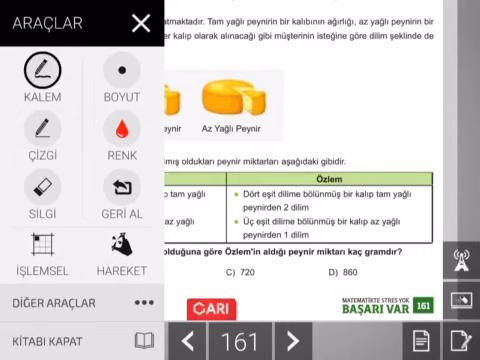 ARAÇLAR
KALEM
BOYUT
ÇİZGİ
RENK
SİLGİ
GERİ AL
İŞLEMSEL
HAREKET
DİĞER ARAÇLAR
KİTABI KAPAT
atmaktadır. Tam yağlı peynirin bir kalıbının ağırlığı, az yağlı peynirin bir
er kalıp olarak alınacağı gibi müşterinin isteğine göre dilim şeklinde de
eynir
Az Yağlı Peynir
lmış oldukları peynir miktarları aşağıdaki gibidir.
Özlem
p tam yağlı
• Dört eşit dilime bölünmüş bir kalıp tam yağlı
peynirden 2 dilim
az yağlı
• Üç eşit dilime bölünmüş bir kalıp az yağlı
peynirden 1 dilim
olduğuna göre Özlem'in aldığı peynir miktarı kaç gramdır?
C) 720
D) 860
ÇARI
MATEMATİKTE STRES YOK
BAŞARI VAR
161
161